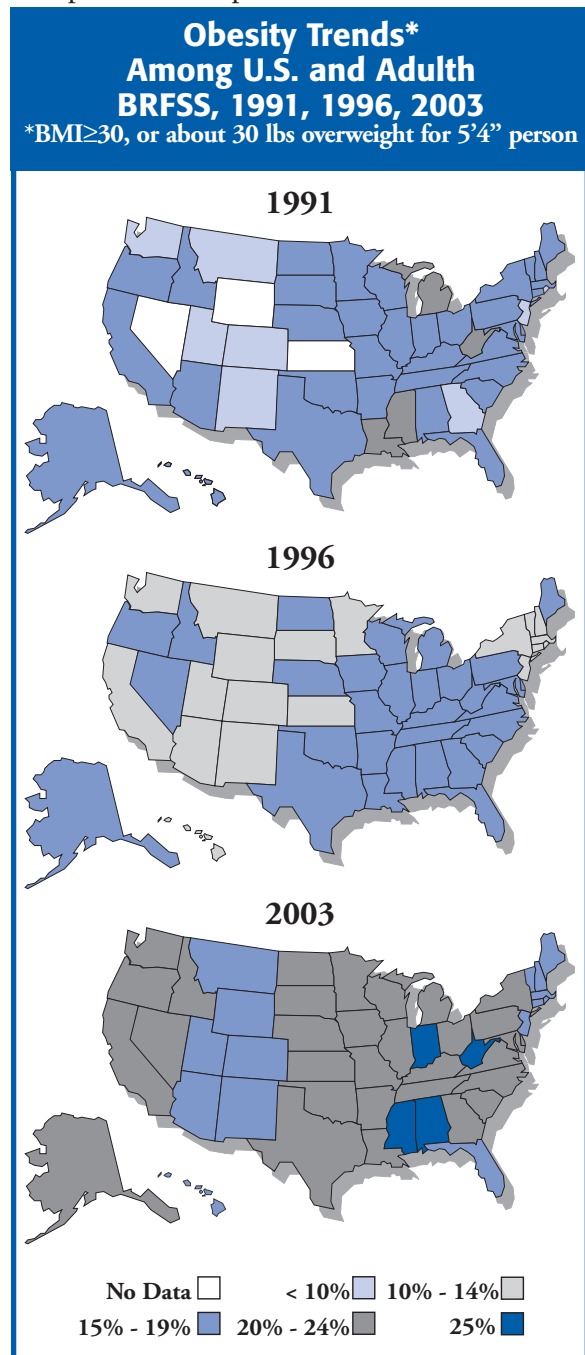 Obesity Trends*
Among U.S. and Adulth
BRFSS, 1991, 1996, 2003
*BMI≥30, or about 30 lbs overweight for 5’4” person
1991
1996
2003
No Data < 10% 10% - 14%
15% - 19% 20% - 24% 25%